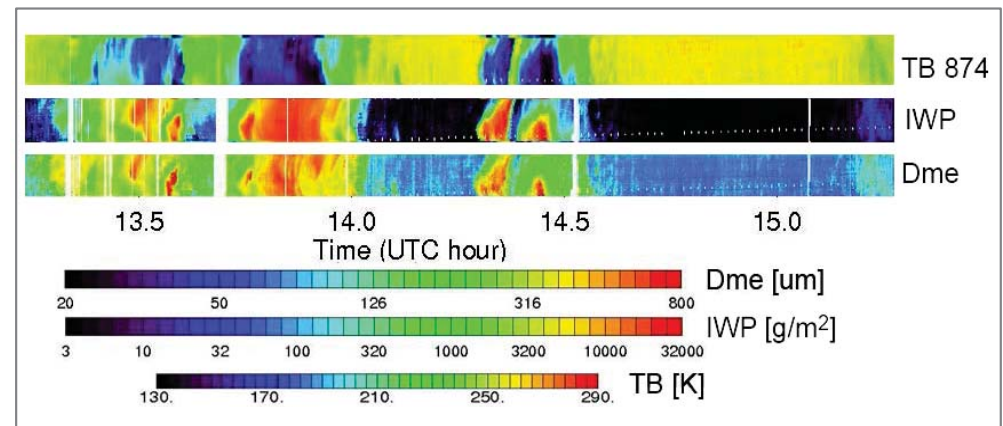 TB 874
IWP
Dme
13.5 14.0 14.5 15.0
Time (UTC hour)
Dme [um]
20 50 126 316 800
IWP [g/m²]
3 10 32 100 320 1000 3200 10000 32000
TB [K]
130. 170. 210. 250. 290.